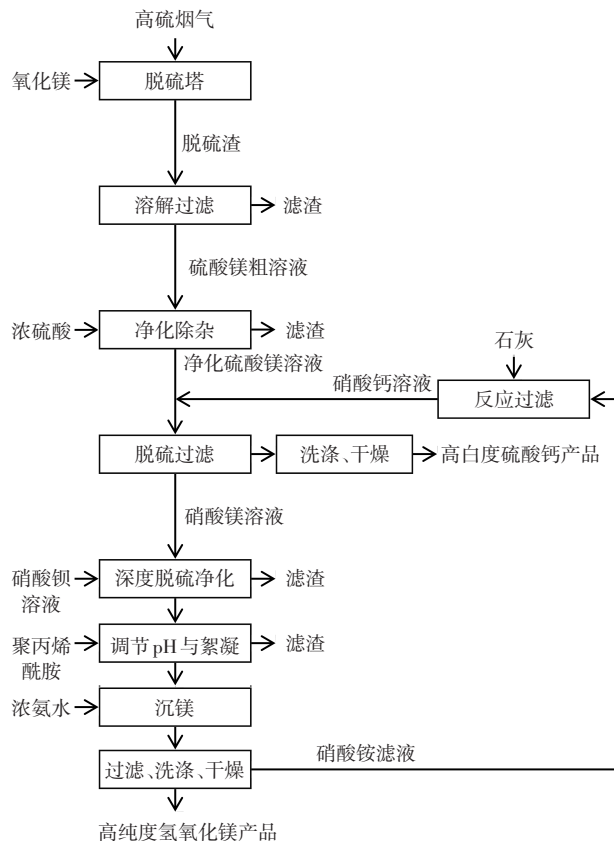 高硫烟气
氧化镁
脱硫塔
脱硫渣
溶解过滤
滤渣
硫酸镁粗溶液
浓硫酸
净化除杂
滤渣
石灰
净化硫酸镁溶液
硝酸钙溶液
反应过滤
脱硫过滤
洗涤、干燥
高白度硫酸钙产品
硝酸镁溶液
硝酸钡
溶液
深度脱硫净化
滤渣
聚丙烯
酰胺
调节pH与絮凝
滤渣
浓氨水
沉镁
硝酸铵滤液
过滤、洗涤、干燥
高纯度氢氧化镁产品